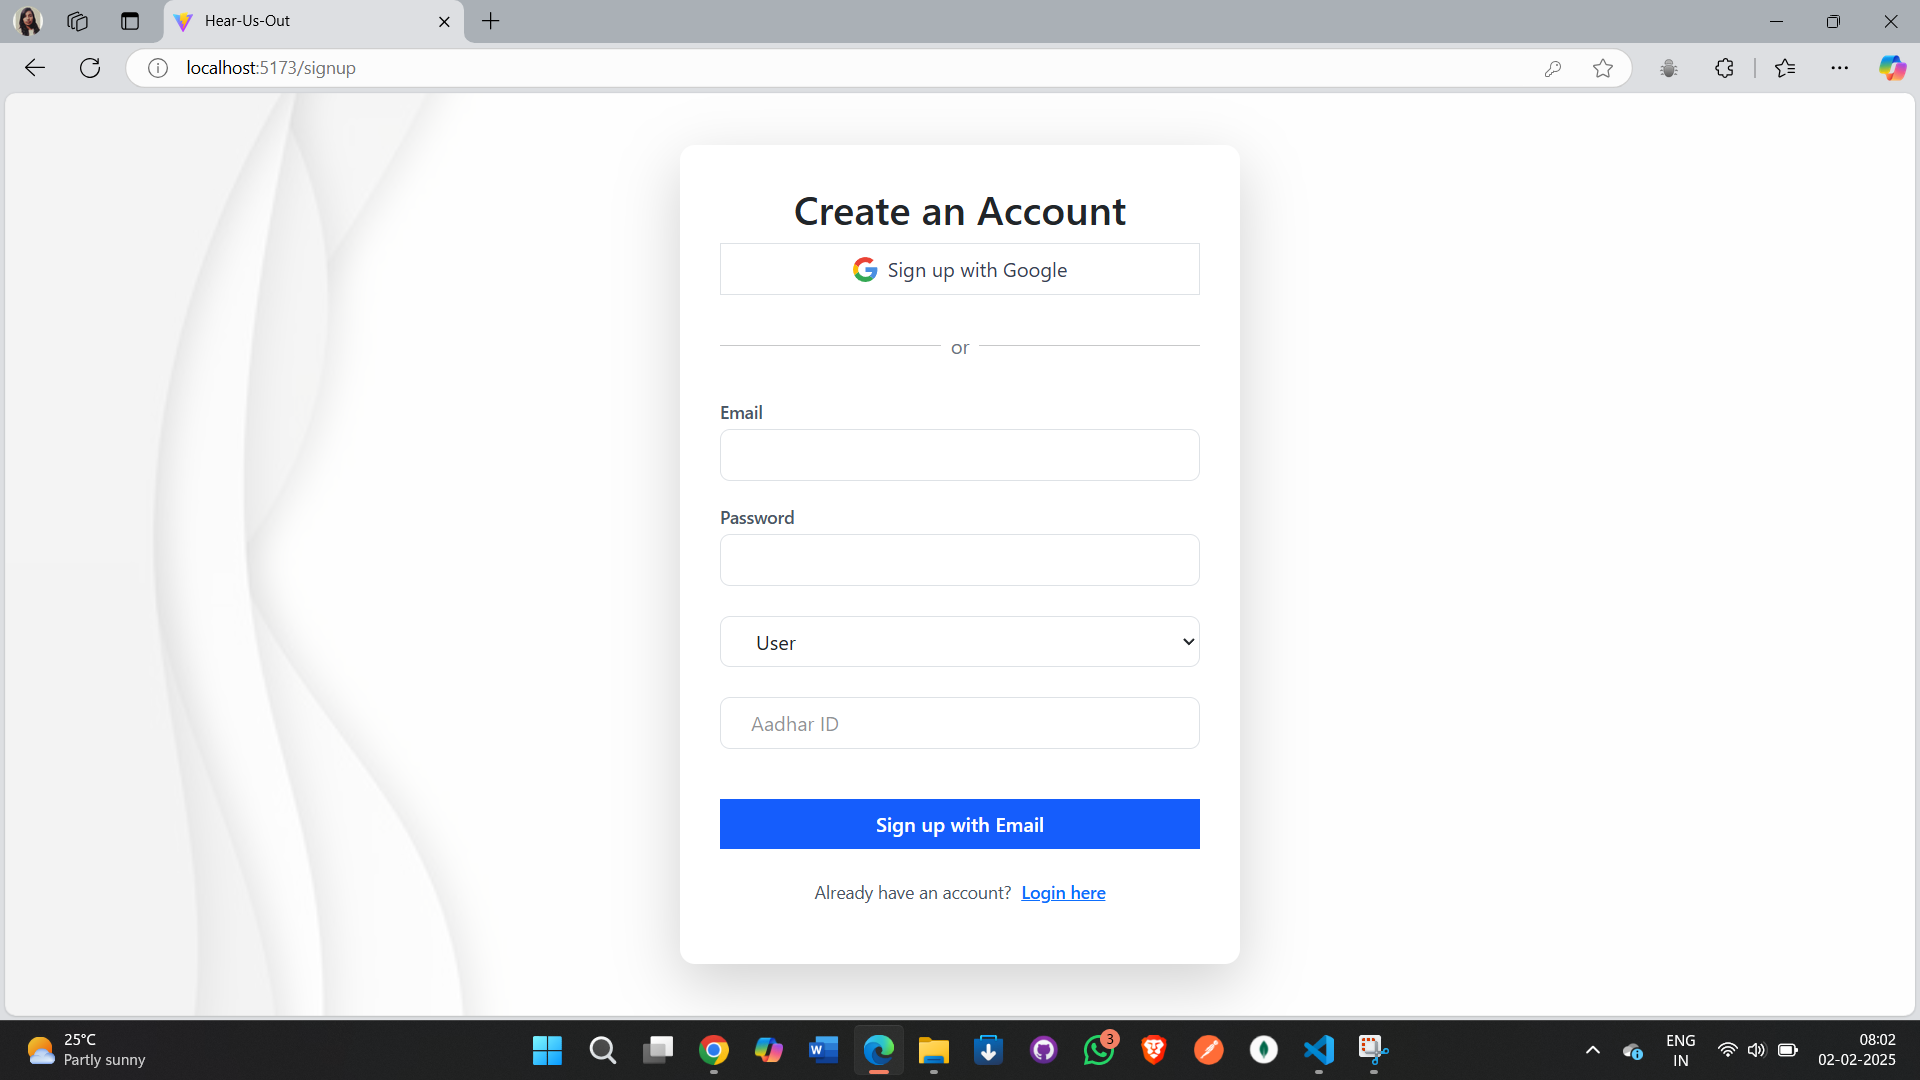 Hear-Us-Out
localhost:5173/signup
Create an Account
Sign up with Google
or
Email
Password
User
Aadhar ID
Sign up with Email
Already have an account? Login here
25°C
Partly sunny
3
ENG
IN
08:02
02-02-2025